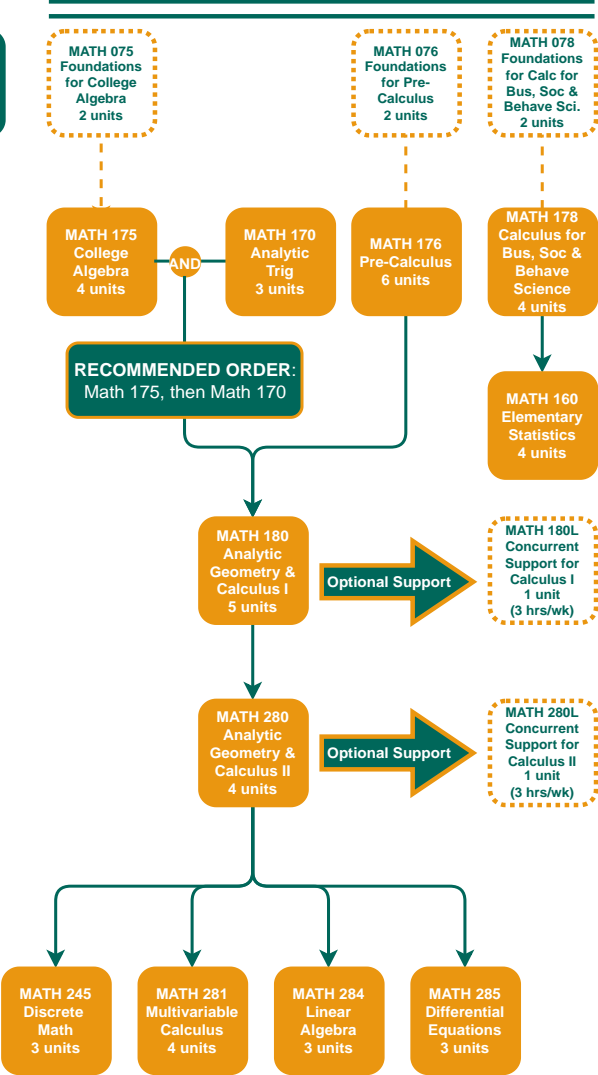 MATH 075
Foundations
for College
Algebra
2 units
MATH 076
Foundations
for Pre-
Calculus
2 units
MATH 078
Foundations
for Calc for
Bus, Soc &
Behave Sci.
2 units
MATH 175
College
Algebra
4 units
AND
MATH 170
Analytic
Trig
3 units
MATH 176
Pre-Calculus
6 units
MATH 178
Calculus for
Bus, Soc &
Behave
Science
4 units
RECOMMENDED ORDER:
Math 175, then Math 170
MATH 160
Elementary
Statistics
4 units
MATH 180
Analytic
Geometry &
Calculus I
5 units
Optional Support
MATH 180L
Concurrent
Support for
Calculus I
1 unit
(3 hrs/wk)
MATH 280
Analytic
Geometry &
Calculus II
4 units
Optional Support
MATH 280L
Concurrent
Support for
Calculus II
1 unit
(3 hrs/wk)
MATH 245
Discrete
Math
3 units
MATH 281
Multivariable
Calculus
4 units
MATH 284
Linear
Algebra
3 units
MATH 285
Differential
Equations
3 units